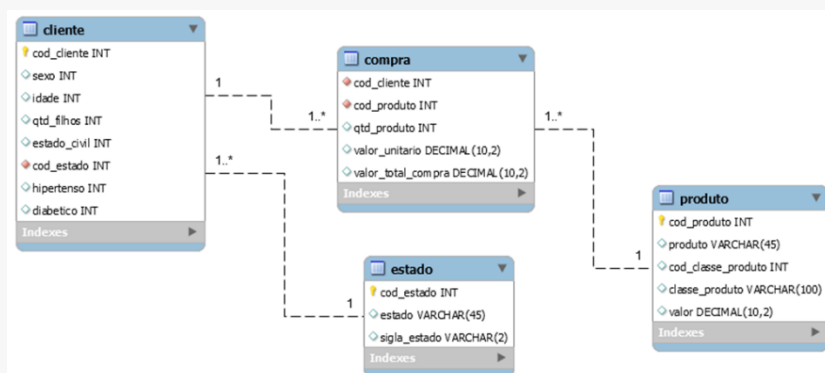 cliente
cod_cliente INT
sexo INT
idade INT
qtd_filhos INT
estado_civil INT
cod_estado INT
hipertenso INT
diabetico INT
Indexes
1
1..*
1..*
compra
cod_cliente INT
cod_produto INT
qtd_produto INT
valor_unitario DECIMAL(10,2)
valor_total_compra DECIMAL(10,2)
Indexes
1..*
1
estado
cod_estado INT
estado VARCHAR(45)
sigla_estado VARCHAR(2)
Indexes
1
produto
cod_produto INT
produto VARCHAR(45)
cod_classe_produto INT
classe_produto VARCHAR(100)
valor DECIMAL(10,2)
Indexes